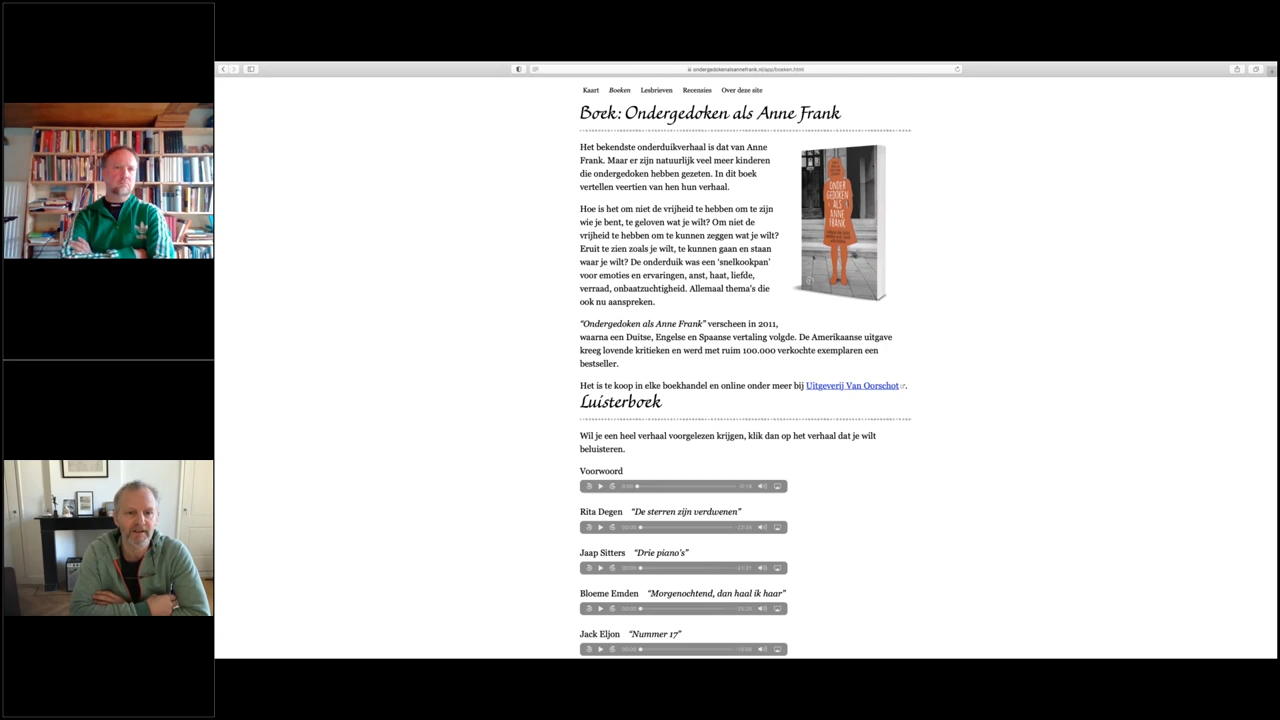 ondergedokenalsannefrank.nl/app/boeken.html
Kaart Boeken Lesbrieven Recensies Over deze site
Boek: Ondergedoken als Anne Frank
Het bekendste onderduikverhaal is dat van Anne
Frank. Maar er zijn natuurlijk veel meer kinderen
die ondergedoken hebben gezeten. In dit boek
vertellen veertien van hen hun verhaal.
Hoe is het om niet de vrijheid te hebben om te zijn
wie je bent, te geloven wat je wilt? Om niet de
vrijheid te hebben om te kunnen zeggen wat je wilt?
Eruit te zien zoals je wilt, te kunnen gaan en staan
waar je wilt? De onderduik was een ‘snelkookpan’
voor emoties en ervaringen, anst, haat, liefde,
verraad, onbaatzuchtigheid. Allemaal thema's die
ook nu aanspreken.
ONDER
GEDOKEN
ALS
ANNE
FRANK
“Ondergedoken als Anne Frank” verscheen in 2011,
waarna een Duitse, Engelse en Spaanse vertaling volgde. De Amerikaanse uitgave
kreeg lovende kritieken en werd met ruim 100.000 verkochte exemplaren een
bestseller.
Het is te koop in elke boekhandel en online onder meer bij Uitgeverij Van Oorschot.
Luisterboek
Wil je een heel verhaal voorgelezen krijgen, klik dan op het verhaal dat je wilt
beluisteren.
Voorwoord
Rita Degen “De sterren zijn verdwenen”
00:00
Jaap Sitters “Drie piano's”
00:00
Bloeme Emden “Morgenochtend, dan haal ik haar”
00:00
Jack Eljon “Nummer 17”
00:00